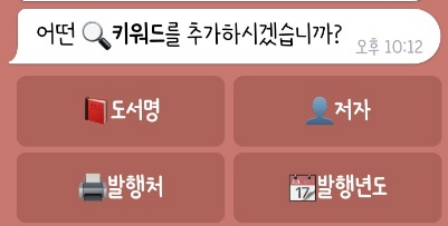 어떤 🔍키워드를 추가하시겠습니까?
오후 10:12
📕도서명
👤저자
🖨발행처
📆발행년도